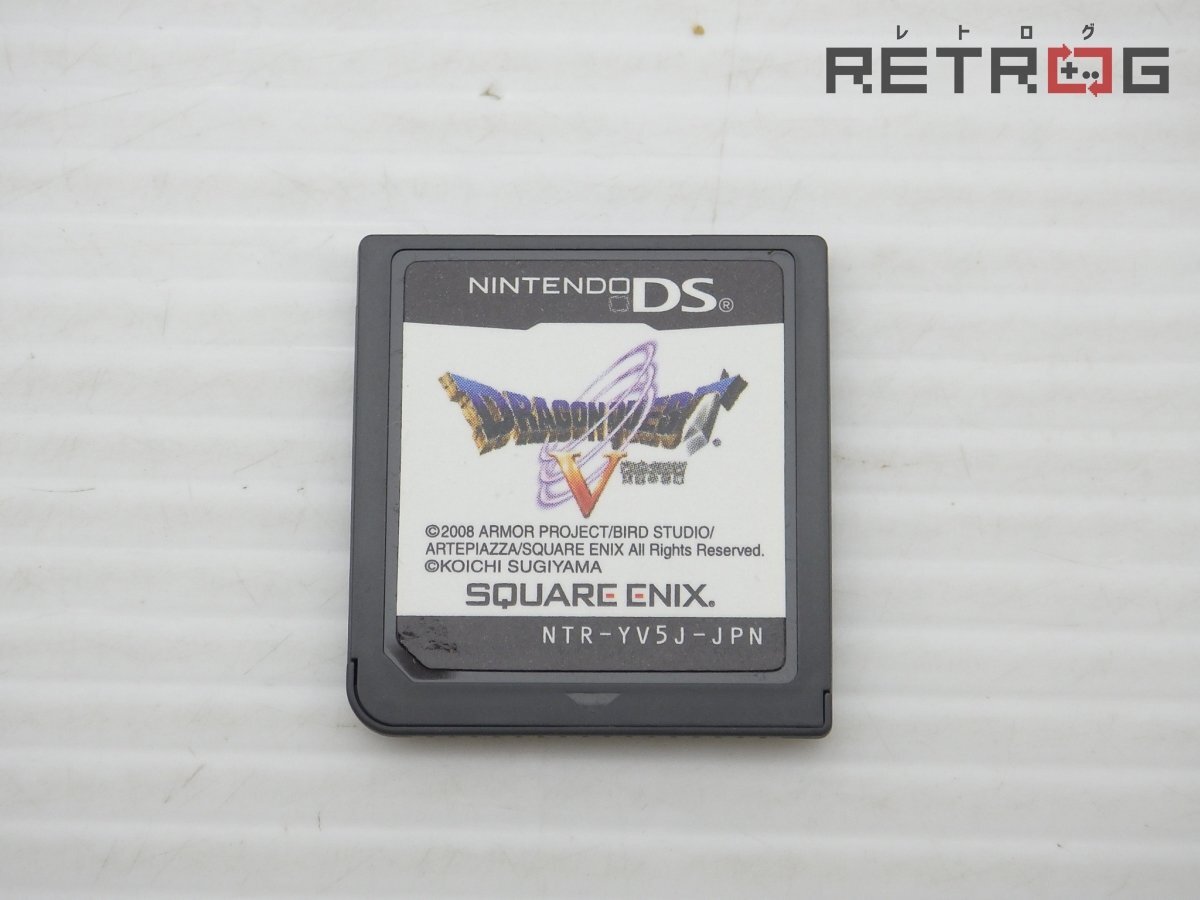 レトログ
RETROG
NINTENDO DS®
DRAGON QUEST
V
©2008 ARMOR PROJECT/BIRD STUDIO/
ARTEPIAZZA/SQUARE ENIX All Rights Reserved.
©KOICHI SUGIYAMA
SQUARE ENIX.
NTR-YV5J-JPN